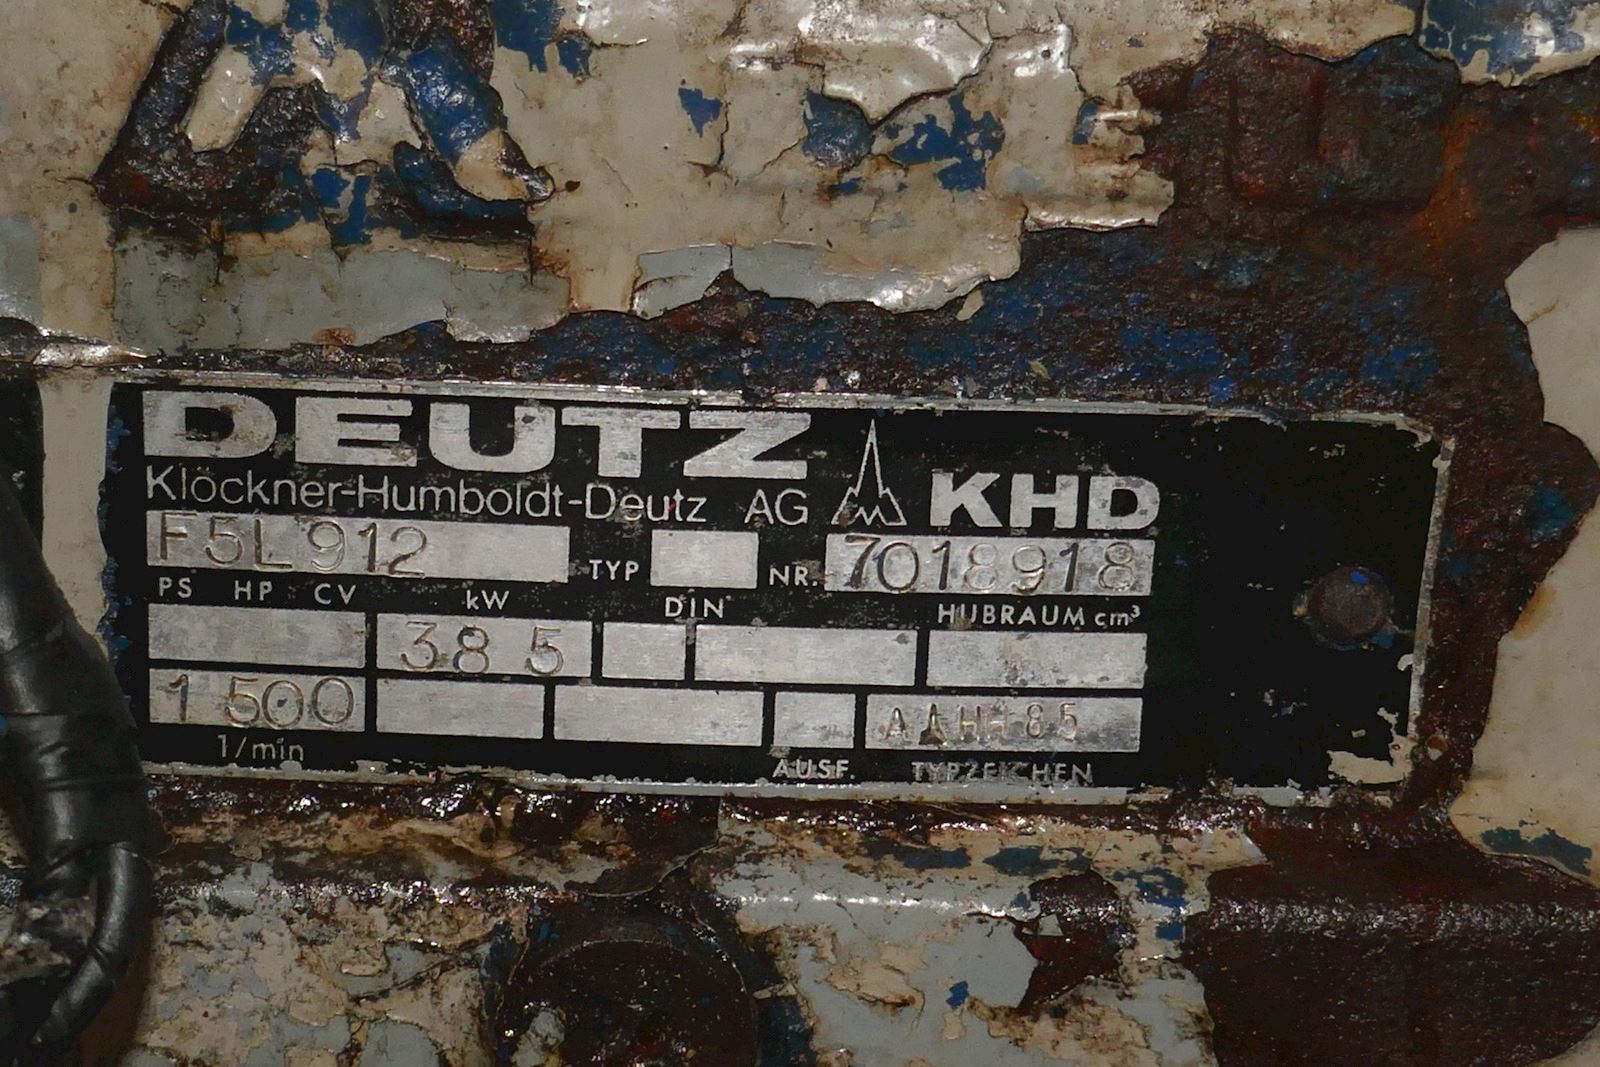 DEUTZ
Klöckner-Humboldt-Deutz AG KHD
F5L912 TYP NR. 7018918
PS HP CV kW DIN HUBRAUM cm³
38 5
1 500 AAHH85
1/min AUSF. TYPZEICHEN